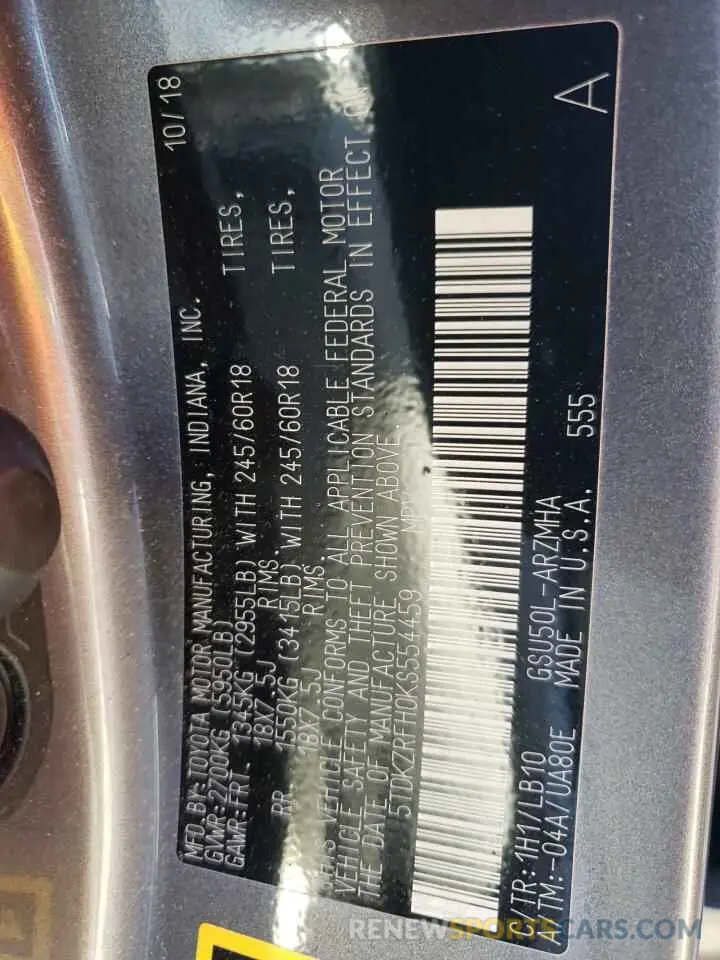 MFD.BY:TOYOTA MOTOR MANUFACTURING, INDIANA, INC. 10/18
GVWR:2700KG (5950LB)
GAWR:FRT- 1345KG (2955LB) WITH 245/60R18 TIRES,
18X7.5J RIMS.
RR- 1550KG (3415LB) WITH 245/60R18 TIRES,
18X7.5J RIMS
THIS VEHICLE CONFORMS TO ALL APPLICABLE FEDERAL MOTOR
VEHICLE SAFETY AND THEFT PREVENTION STANDARDS IN EFFECT ON
THE DATE OF MANUFACTURE SHOWN ABOVE.
5TDKZRFH0KS554459 MPV
C/TR:1H1/LB10 GSU50L-ARZMHA
A/TM:-04A/UA80E MADE IN U.S.A. 555 A
RENEWSPORTSCARS.COM